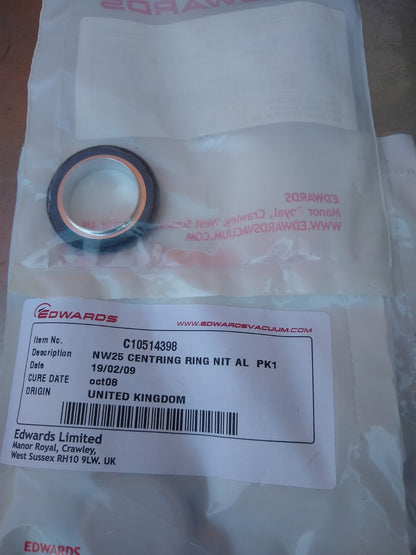 EDWARDS
EDWARDS
Manor Royal, Crawley, West Sussex
WWW.EDWARDSVACUUM.COM
EDWARDS
WWW.EDWARDSVACUUM.COM
Item No. C10514398
Description NW25 CENTRING RING NIT AL PK1
Date 19/02/09
CURE DATE oct08
ORIGIN UNITED KINGDOM
Edwards Limited
Manor Royal, Crawley,
West Sussex RH10 9LW. UK
EDWARDS